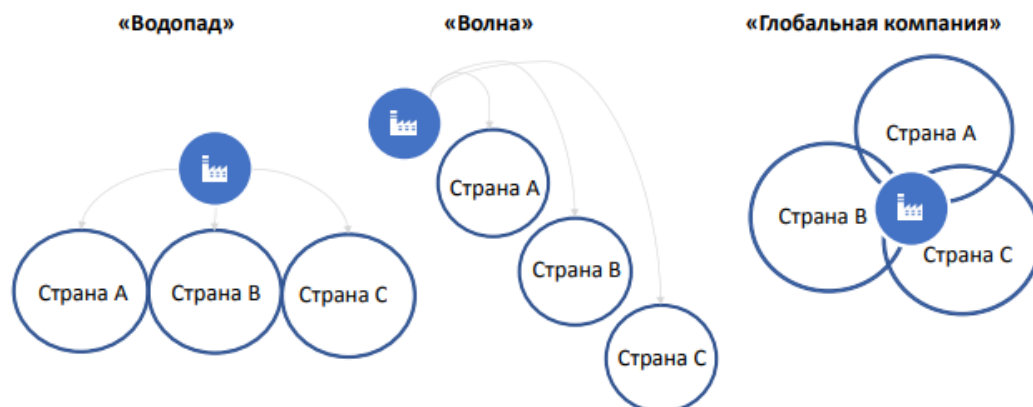 «Водопад»
«Волна»
«Глобальная компания»
Страна А
Страна В
Страна С
Страна А
Страна В
Страна С
Страна А
Страна В
Страна С